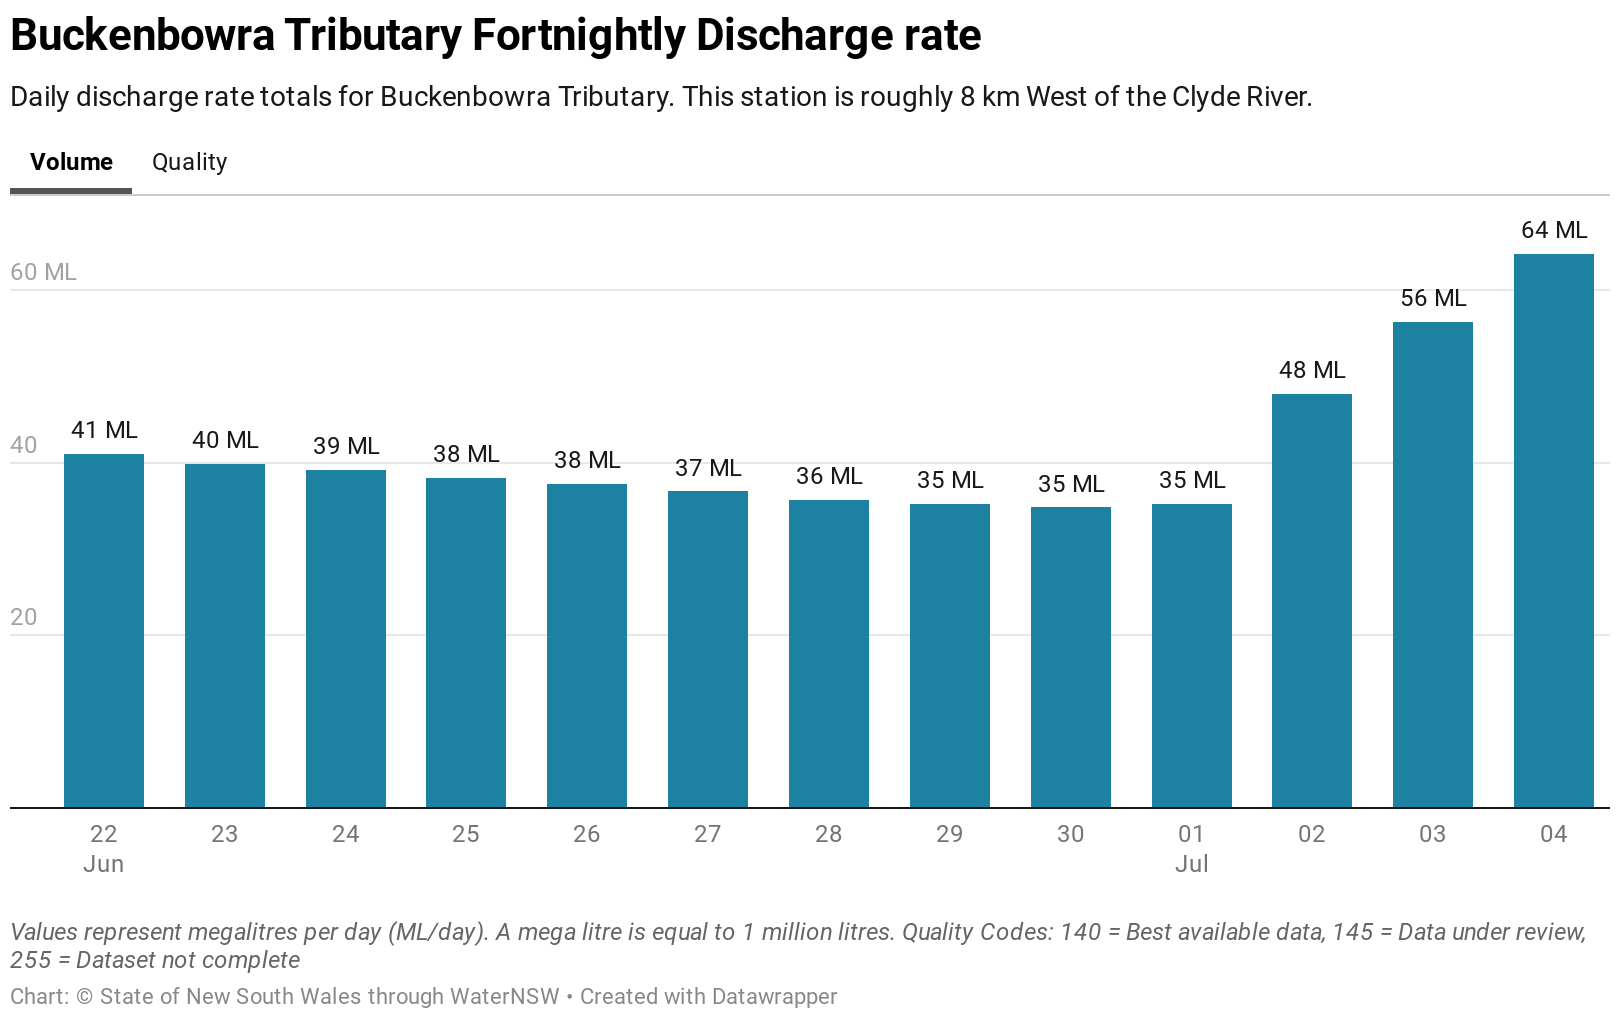 Buckenbowra Tributary Fortnightly Discharge rate
Daily discharge rate totals for Buckenbowra Tributary. This station is roughly 8 km West of the Clyde River.
Volume Quality
64 ML
60 ML
56 ML
48 ML
41 ML
40 ML
39 ML
38 ML
38 ML
37 ML
36 ML
35 ML
35 ML
35 ML
40
20
22 23 24 25 26 27 28 29 30 01 02 03 04
Jun Jul
Values represent megalitres per day (ML/day). A mega litre is equal to 1 million litres. Quality Codes: 140 = Best available data, 145 = Data under review,
255 = Dataset not complete
Chart: © State of New South Wales through WaterNSW • Created with Datawrapper